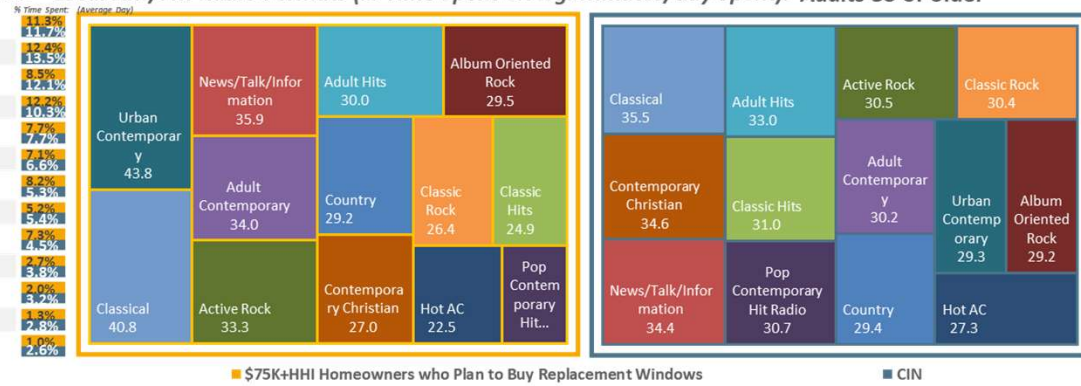 % Time Spent: (Average Day)
Adults 35 or older
11.3%
11.7%
12.4%
13.5%
8.5%
12.1%
12.2%
10.3%
7.7%
7.7%
7.1%
6.6%
8.2%
5.3%
5.2%
5.4%
7.3%
4.5%
2.7%
3.8%
2.0%
3.2%
1.3%
2.8%
1.0%
2.6%
Urban
Contemporar
y
43.8
Classical
40.8
News/Talk/Infor
mation
35.9
Adult
Contemporary
34.0
Active Rock
33.3
Adult Hits
30.0
Album Oriented
Rock
29.5
Country
29.2
Classic
Rock
26.4
Classic
Hits
24.9
Contempora
ry Christian
27.0
Hot AC
22.5
Pop
Contem
porary
Hit...
Classical
35.5
Contemporary
Christian
34.6
News/Talk/Infor
mation
34.4
Adult Hits
33.0
Classic Hits
31.0
Pop
Contemporary
Hit Radio
30.7
Active Rock
30.5
Classic Rock
30.4
Adult
Contemporar
y
30.2
Urban
Contemp
orary
29.3
Album
Oriented
Rock
29.2
Country
29.4
Hot AC
27.3
$75K+HHI Homeowners who Plan to Buy Replacement Windows
CIN